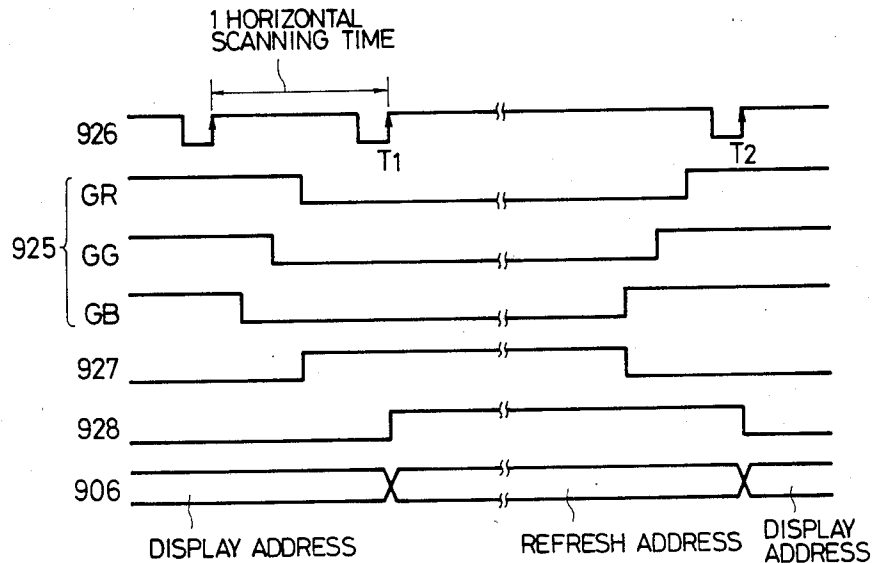 1 HORIZONTAL
SCANNING TIME
926
T1
T2
925
GR
GG
GB
927
928
906
DISPLAY ADDRESS
REFRESH ADDRESS
DISPLAY
ADDRESS